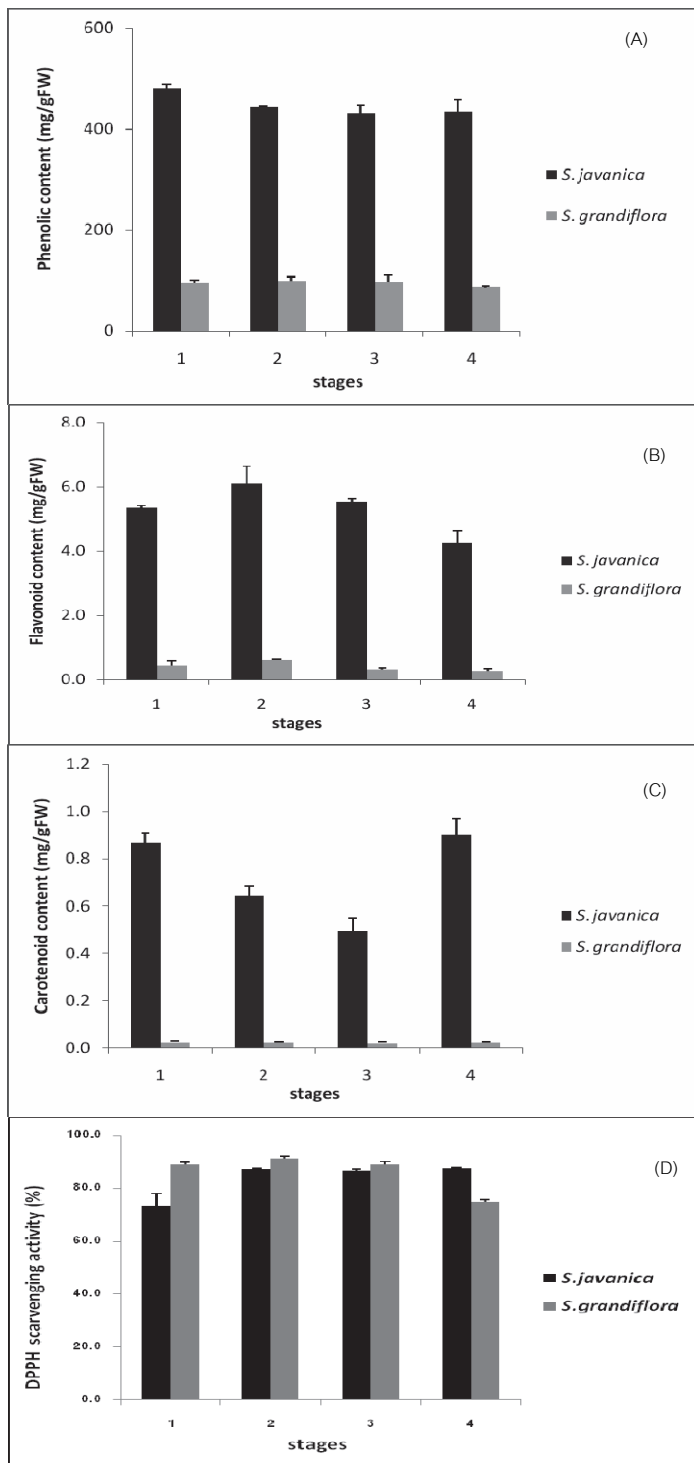 (A)
Phenolic content (mg/gFW)
600
400
200
0
1 2 3 4
stages
S. javanica
S. grandiflora
(B)
Flavonoid content (mg/gFW)
8.0
6.0
4.0
2.0
0.0
1 2 3 4
stages
S. javanica
S. grandiflora
(C)
Carotenoid content (mg/gFW)
1.2
1.0
0.8
0.6
0.4
0.2
0.0
1 2 3 4
stages
S. javanica
S. grandiflora
(D)
DPPH scarvenging activity (%)
100.0
80.0
60.0
40.0
20.0
0.0
1 2 3 4
stages
S.javanica
S.grandiflora